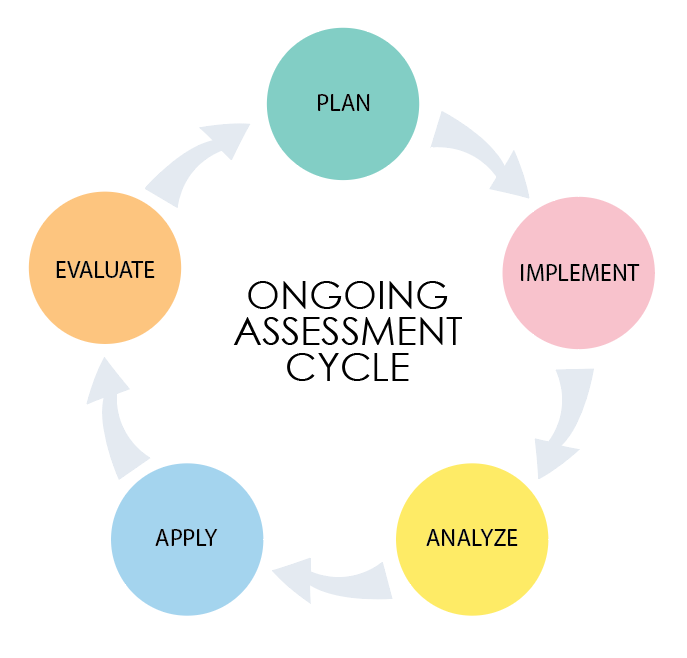 PLAN
IMPLEMENT
ANALYZE
APPLY
EVALUATE
ONGOING
ASSESSMENT
CYCLE